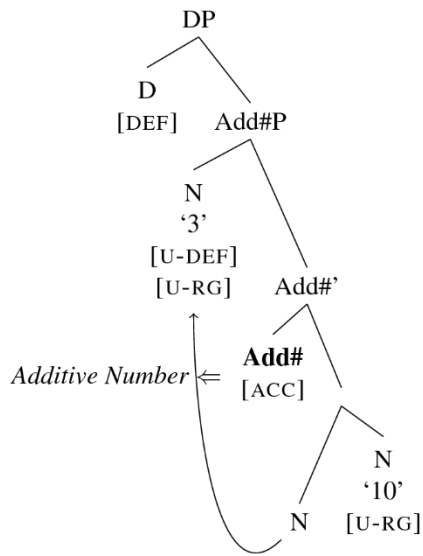 DP
D
[DEF]
Add#P
N
‘3’
[U-DEF]
[U-RG]
Add#’
Additive Number ⇐
Add#
[ACC]
N
N
‘10’
[U-RG]